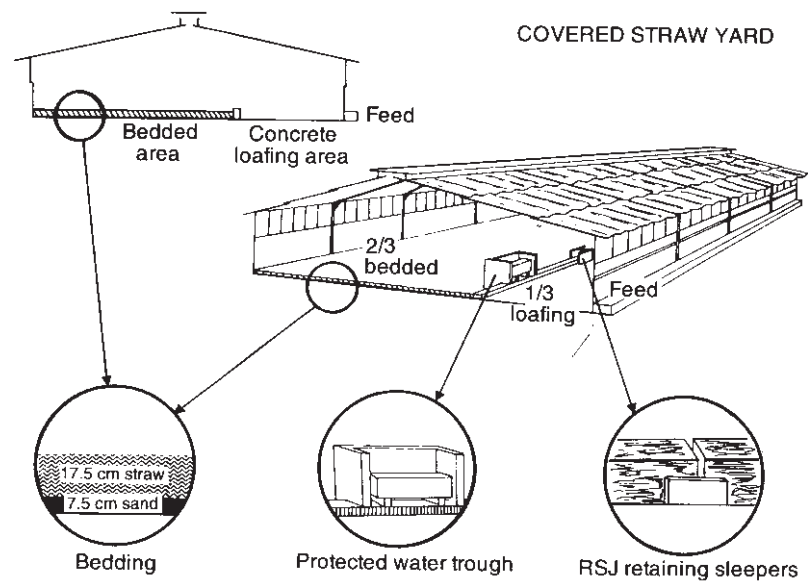 COVERED STRAW YARD
Feed
Bedded
area
Concrete
loafing area
2/3
bedded
1/3
loafing
Feed
17.5 cm straw
7.5 cm sand
Bedding
Protected water trough
RSJ retaining sleepers